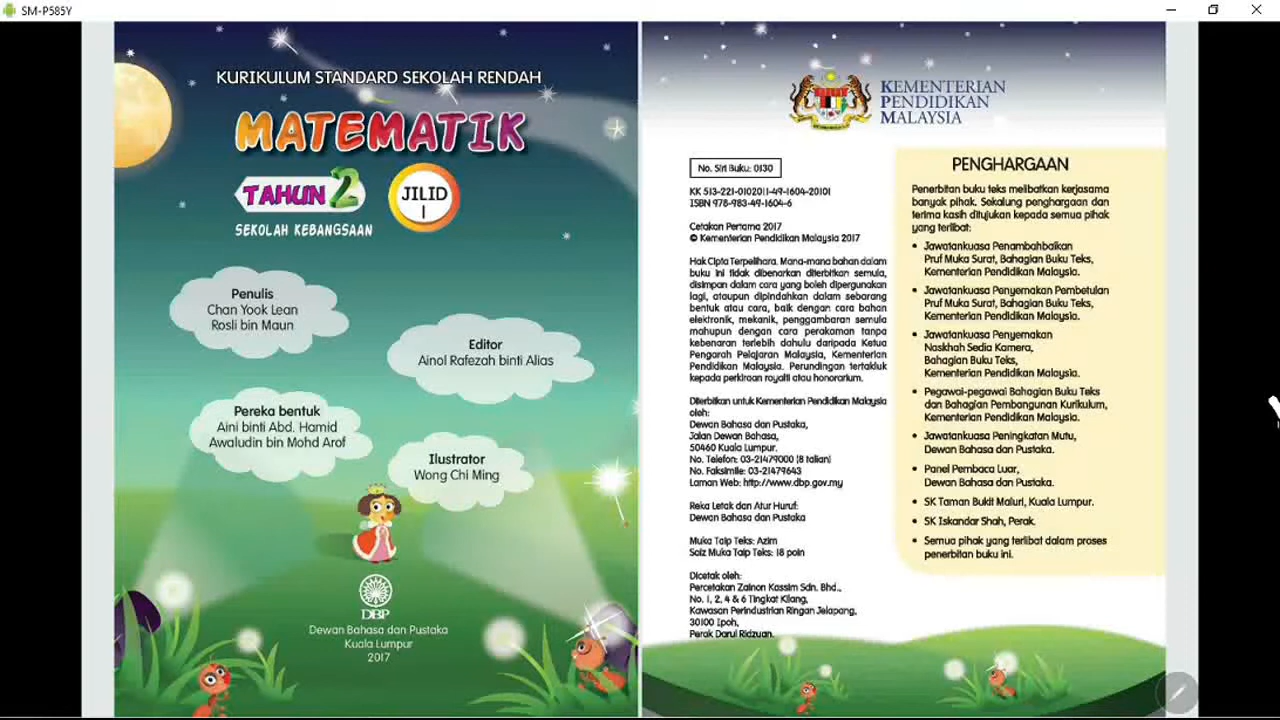 SM-P585Y
KURIKULUM STANDARD SEKOLAH RENDAH
MATEMATIK
TAHUN 2
JILID
1
SEKOLAH KEBANGSAAN
Penulis
Chan Yook Lean
Rosli bin Maun
Editor
Ainol Rafezah binti Alias
Pereka bentuk
Aini binti Abd. Hamid
Awaludin bin Mohd Arof
Ilustrator
Wong Chi Ming
DBP
Dewan Bahasa dan Pustaka
Kuala Lumpur
2017
KEMENTERIAN
PENDIDIKAN
MALAYSIA
No. Siri Buku: 0130
KK 513-221-0102011-49-1604-20101
ISBN 978-983-49-1604-6
Cetakan Pertama 2017
© Kementerian Pendidikan Malaysia 2017
Hak Cipta Terpelihara. Mana-mana bahan dalam
buku ini tidak dibenarkan diterbitkan semula,
disimpan dalam cara yang boleh dipergunakan
lagi, ataupun dipindahkan dalam sebarang
bentuk atau cara, baik dengan cara bahan
elektronik, mekanik, penggambaran semula
mahupun dengan cara perakaman tanpa
kebenaran terlebih dahulu daripada Ketua
Pengarah Pelajaran Malaysia, Kementerian
Pendidikan Malaysia. Perundingan tertakluk
kepada perkiraan royalti atau honorarium.
Diterbitkan untuk Kementerian Pendidikan Malaysia
oleh:
Dewan Bahasa dan Pustaka,
Jalan Dewan Bahasa,
50460 Kuala Lumpur.
No. Telefon: 03-21479000 (8 talian)
No. Faksimile: 03-21479643
Laman Web: http://www.dbp.gov.my
Reka Letak dan Atur Huruf:
Dewan Bahasa dan Pustaka
Muka Taip Teks: Azim
Saiz Muka Taip Teks: 18 poin
Dicetak oleh:
Percetakan Zainon Kassim Sdn. Bhd.,
No. 1, 2, 4 & 6 Tingkat Kilang,
Kawasan Perindustrian Ringan Jelapang,
30100 Ipoh,
Perak Darul Ridzuan.
PENGHARGAAN
Penerbitan buku teks melibatkan kerjasama
banyak pihak. Sekalung penghargaan dan
terima kasih ditujukan kepada semua pihak
yang terlibat:
• Jawatankuasa Penambahbaikan
Pruf Muka Surat, Bahagian Buku Teks,
Kementerian Pendidikan Malaysia.
• Jawatankuasa Penyemakan Pembetulan
Pruf Muka Surat, Bahagian Buku Teks,
Kementerian Pendidikan Malaysia.
• Jawatankuasa Penyemakan
Naskhah Sedia Kamera,
Bahagian Buku Teks,
Kementerian Pendidikan Malaysia.
• Pegawai-pegawai Bahagian Buku Teks
dan Bahagian Pembangunan Kurikulum,
Kementerian Pendidikan Malaysia.
• Jawatankuasa Peningkatan Mutu,
Dewan Bahasa dan Pustaka.
• Panel Pembaca Luar,
Dewan Bahasa dan Pustaka.
• SK Taman Bukit Maluri, Kuala Lumpur.
• SK Iskandar Shah, Perak.
• Semua pihak yang terlibat dalam proses
penerbitan buku ini.